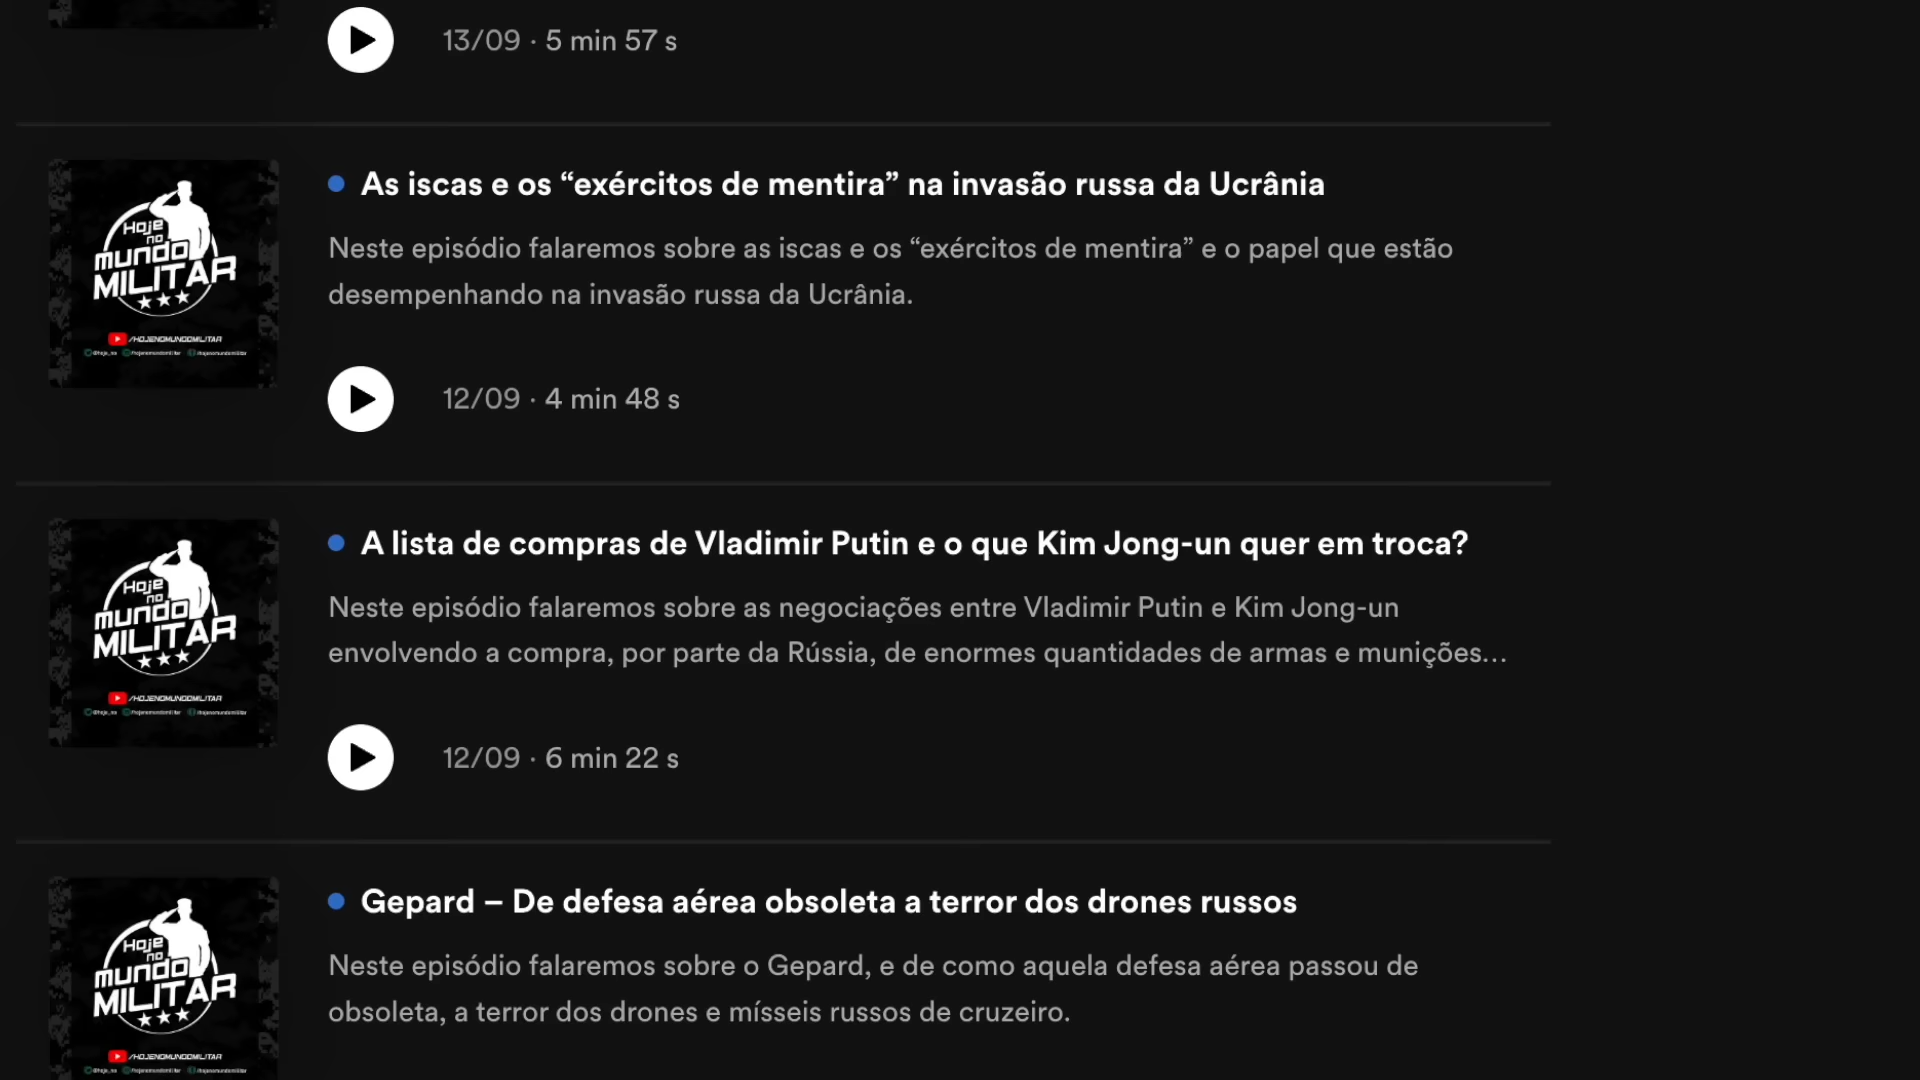 13/09 · 5 min 57 s
Hoje
no
mundo
MILITAR
/HOJENOMUNDOMILITAR
As iscas e os “exércitos de mentira” na invasão russa da Ucrânia
Neste episódio falaremos sobre as iscas e os “exércitos de mentira” e o papel que estão
desempenhando na invasão russa da Ucrânia.
12/09 · 4 min 48 s
Hoje
no
mundo
MILITAR
/HOJENOMUNDOMILITAR
A lista de compras de Vladimir Putin e o que Kim Jong-un quer em troca?
Neste episódio falaremos sobre as negociações entre Vladimir Putin e Kim Jong-un
envolvendo a compra, por parte da Rússia, de enormes quantidades de armas e munições...
12/09 · 6 min 22 s
Hoje
no
mundo
MILITAR
/HOJENOMUNDOMILITAR
Gepard – De defesa aérea obsoleta a terror dos drones russos
Neste episódio falaremos sobre o Gepard, e de como aquela defesa aérea passou de
obsoleta, a terror dos drones e mísseis russos de cruzeiro.